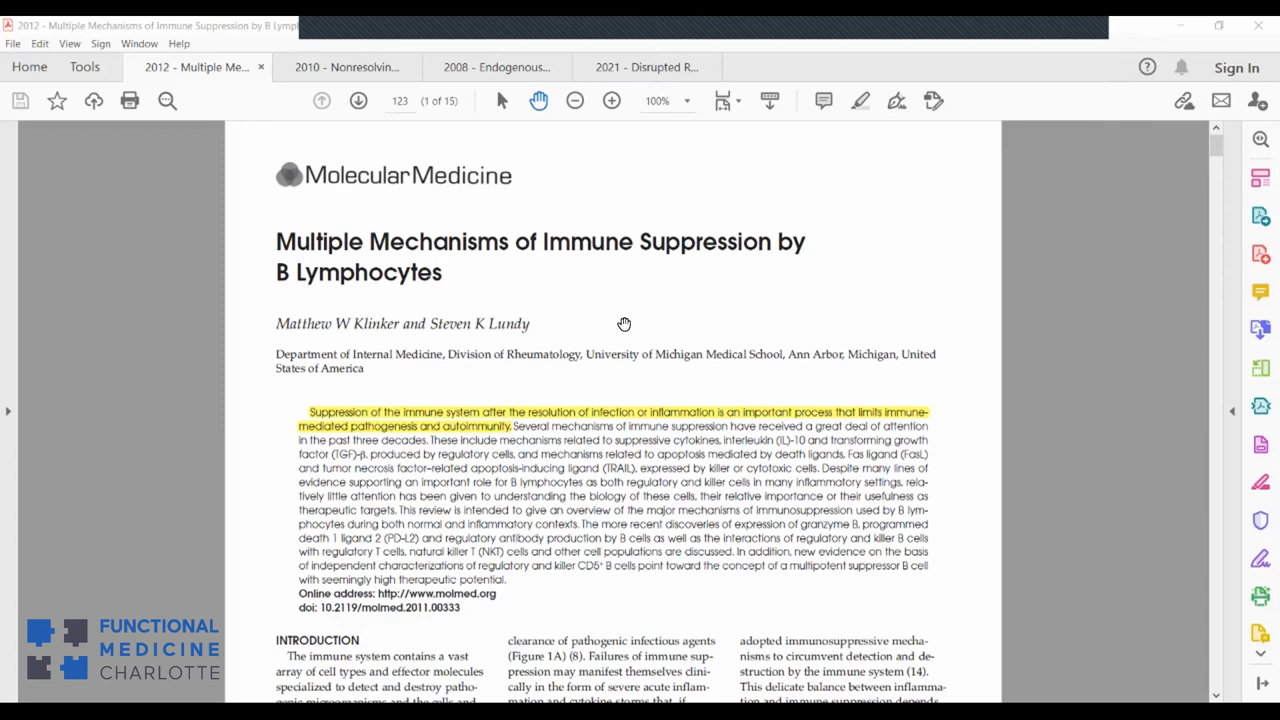 2012 - Multiple Mechanisms of Immune Suppression by B Lymph
File Edit View Sign Window Help
Home Tools 2012 - Multiple Me... × 2010 - Nonresolvin... 2008 - Endogenous... 2021 - Disrupted R... Sign In
123 (1 of 15) 100%
Molecular Medicine
Multiple Mechanisms of Immune Suppression by
B Lymphocytes
Matthew W Klinker and Steven K Lundy
Department of Internal Medicine, Division of Rheumatology, University of Michigan Medical School, Ann Arbor, Michigan, United
States of America
Suppression of the immune system after the resolution of infection or inflammation is an important process that limits immune-
mediated pathogenesis and autoimmunity. Several mechanisms of immune suppression have received a great deal of attention
in the past three decades. These include mechanisms related to suppressive cytokines, interleukin (IL)-10 and transforming growth
factor (TGF)-β, produced by regulatory cells, and mechanisms related to apoptosis mediated by death ligands, Fas ligand (FasL)
and tumor necrosis factor–related apoptosis-inducing ligand (TRAIL), expressed by killer or cytotoxic cells. Despite many lines of
evidence supporting an important role for B lymphocytes as both regulatory and killer cells in many inflammatory settings, rela-
tively little attention has been given to understanding the biology of these cells, their relative importance or their usefulness as
therapeutic targets. This review is intended to give an overview of the major mechanisms of immunosuppression used by B lym-
phocytes during both normal and inflammatory contexts. The more recent discoveries of expression of granzyme B, programmed
death 1 ligand 2 (PD-L2) and regulatory antibody production by B cells as well as the interactions of regulatory and killer B cells
with regulatory T cells, natural killer T (NKT) cells and other cell populations are discussed. In addition, new evidence on the basis
of independent characterizations of regulatory and killer CD5⁺ B cells point toward the concept of a multipotent suppressor B cell
with seemingly high therapeutic potential.
Online address: http://www.molmed.org
doi: 10.2119/molmed.2011.00333
INTRODUCTION
The immune system contains a vast
array of cell types and effector molecules
specialized to detect and destroy patho-
genic microorganisms and the cells and
clearance of pathogenic infectious agents
(Figure 1A) (8). Failures of immune sup-
pression may manifest themselves clini-
cally in the form of severe acute inflam-
mation and cytokine storms that, if
adopted immunosuppressive mecha-
nisms to circumvent detection and de-
struction by the immune system (14).
This delicate balance between inflamma-
tion and immune suppression depends
FUNCTIONAL
MEDICINE
CHARLOTTE